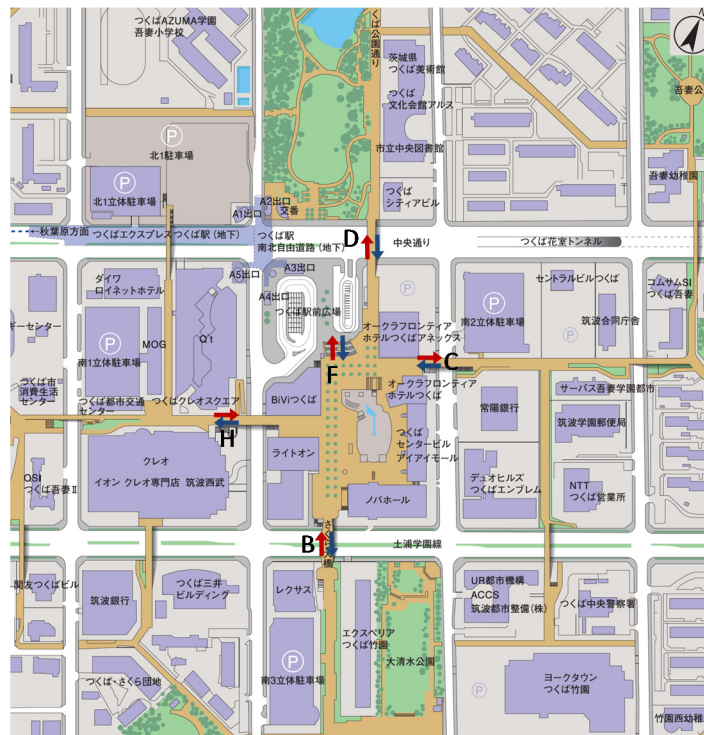 つくばAZUMA学園
吾妻小学校
つくば公園通り
茨城県
つくば美術館
つくば
文化会館アルス
吾妻公
P
北1駐車場
市立中央図書館
吾妻幼稚園
P
北1立体駐車場
A2出口
交番
A1出口
つくば
シティアビル
←秋葉原方面
つくばエクスプレスつくば駅（地下）
つくば駅
南北自由通路（地下）
D
中央通り
つくば花室トンネル
A5出口
A3出口
A4出口
ダイワ
ロイネットホテル
つくば駅前広場
P
P
南2立体駐車場
セントラルビルつくば
コムサムSI
つくば吾妻
P
筑波合同庁舎
ギーセンター
P
南1立体駐車場
MOG
Q't
オークラフロンティア
ホテルつくばアネックス
F
C
つくば市
消費生活
センター
つくば都市交通
センター
つくばクレオスクエア
BiViつくば
オークラフロンティア
ホテルつくば
サーパス吾妻学園都市
常陽銀行
筑波学園郵便局
H
ライトオン
つくば
センタービル
アイアイモール
クレオ
イオン クレオ専門店 筑波西武
QSI
つくば吾妻Ⅱ
デュオヒルズ
つくばエンブレム
NTT
つくば営業所
ノバホール
B
土浦学園線
関友つくばビル
筑波銀行
つくば三井
ビルディング
レクサス
UR都市機構
ACCS
筑波都市整備（株）
つくば中央警察署
エクスペリア
つくば竹園
大清水公園
P
南3立体駐車場
つくば・さくら団地
P
ヨークタウン
つくば竹園
竹園西幼稚